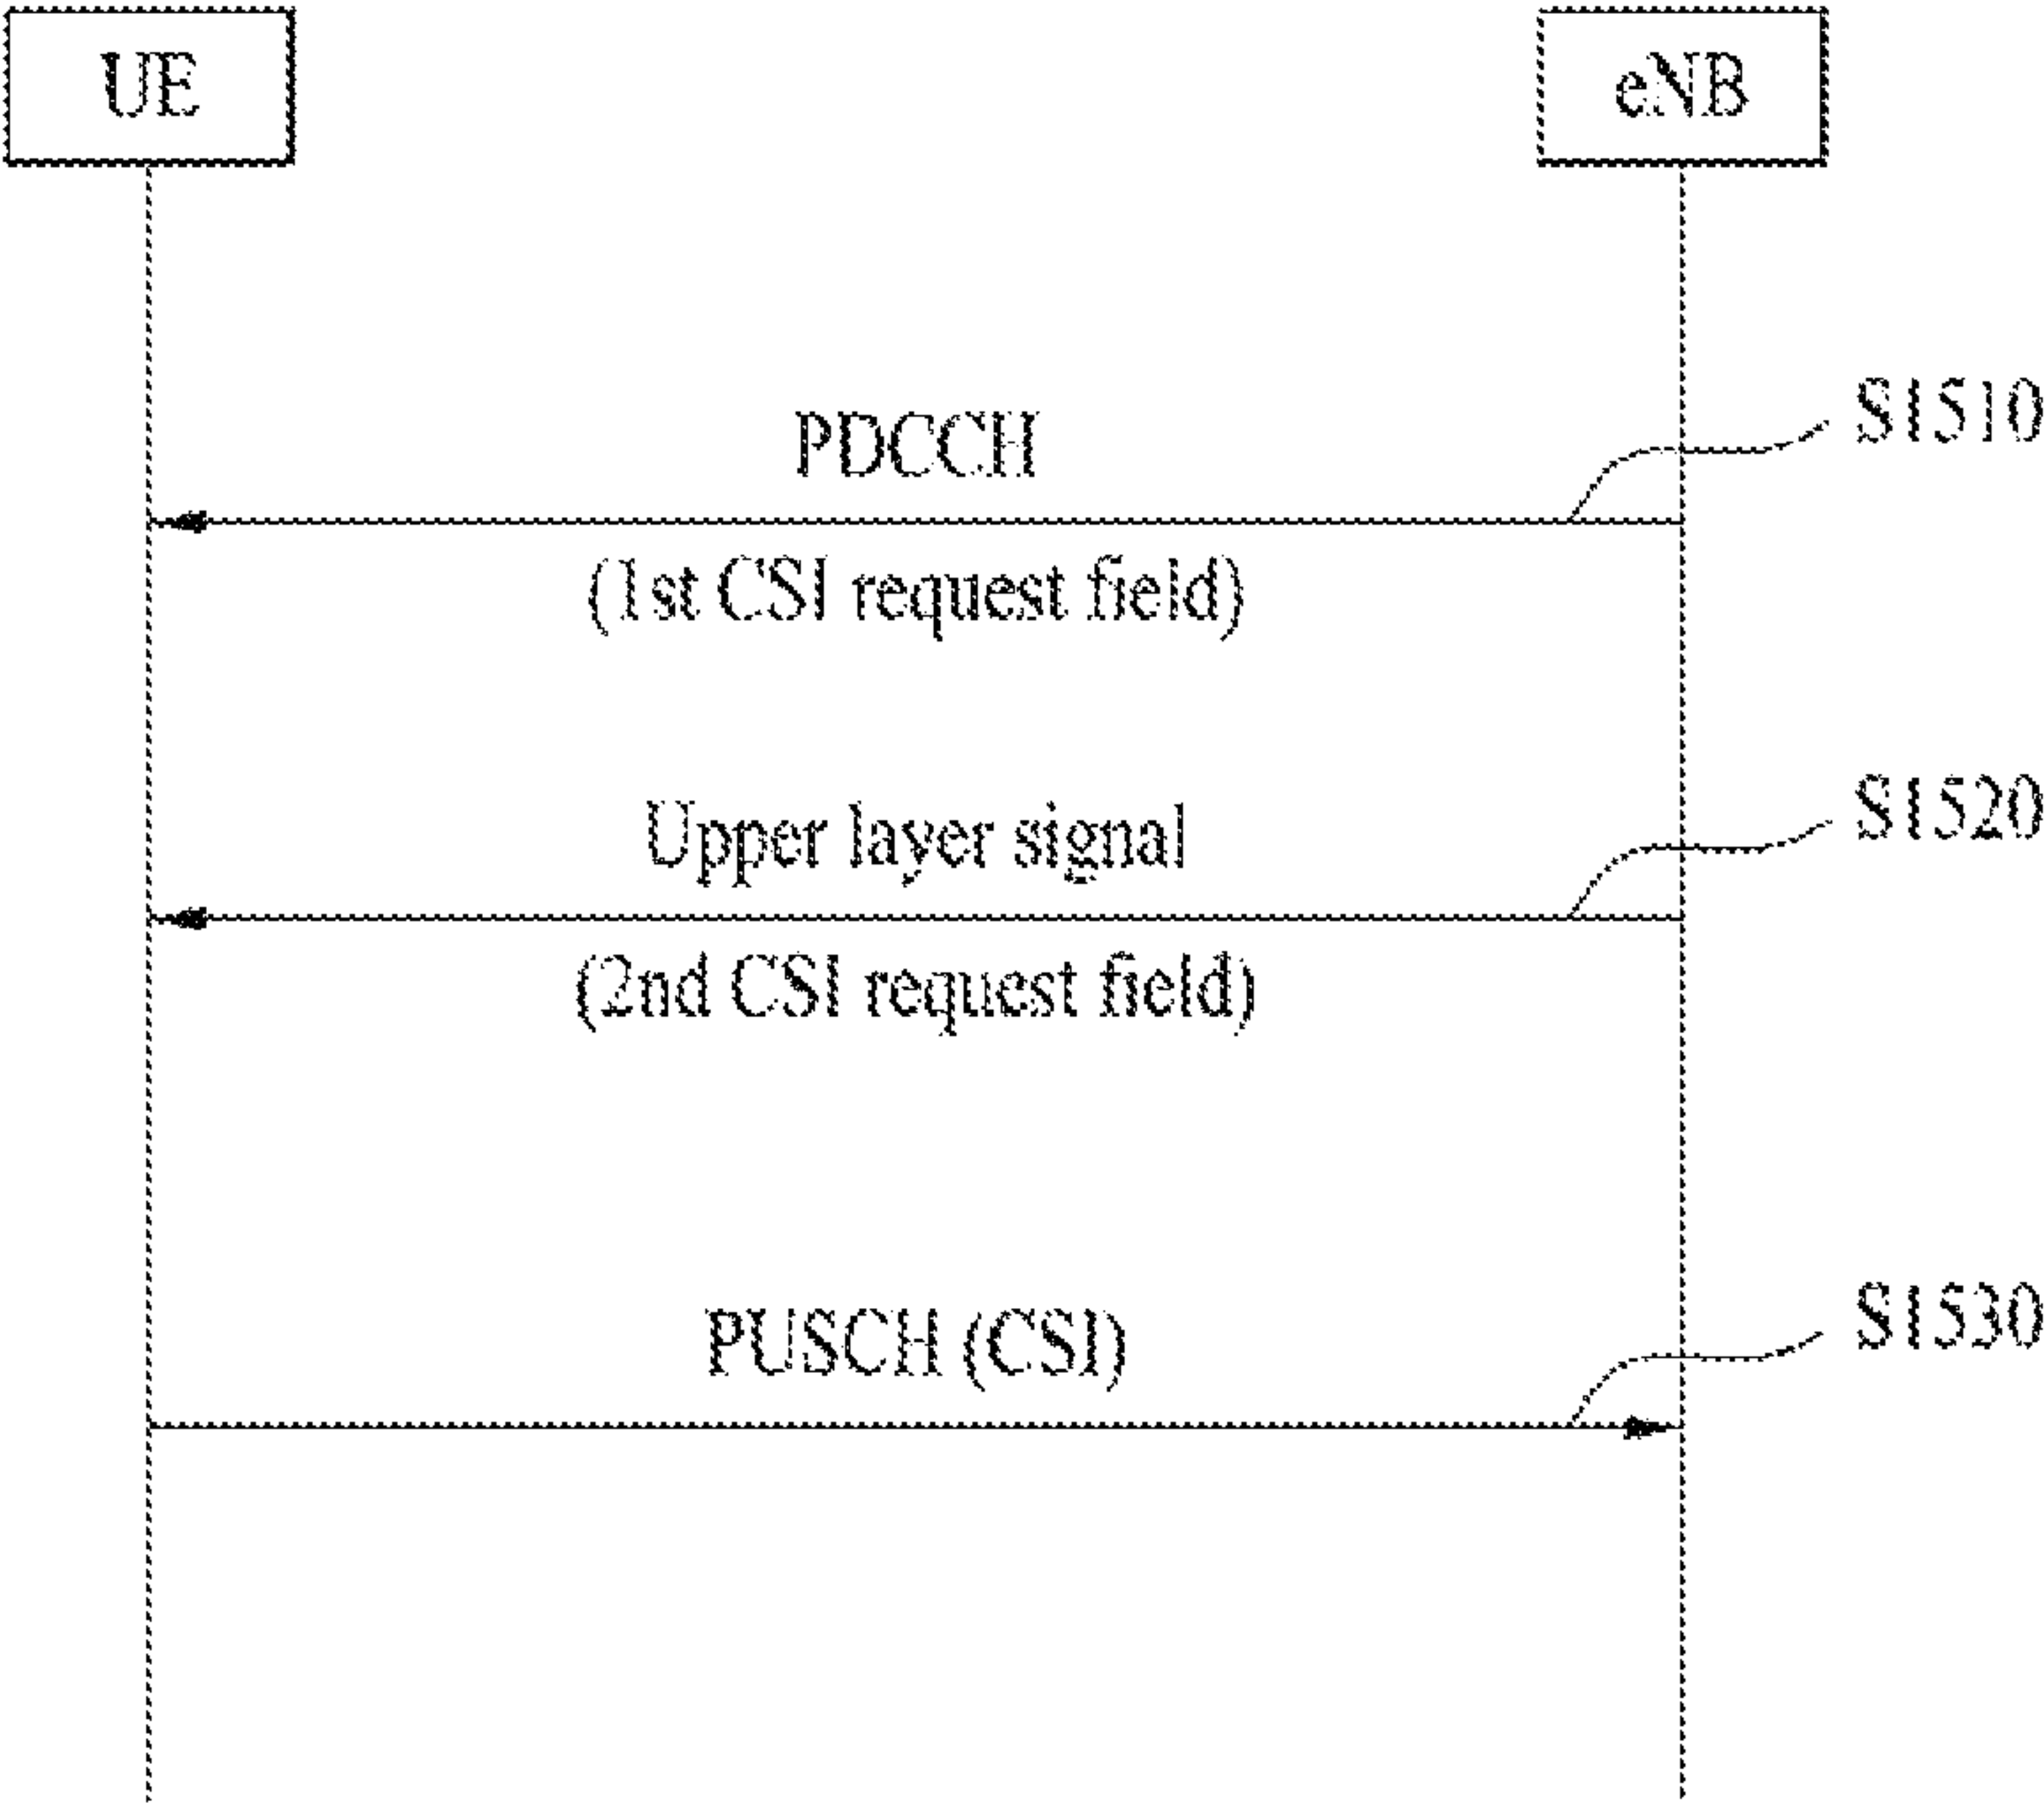 UE
eNB
S1510
PDCCH
(1st CSI request field)
S1520
Upper layer signal
(2nd CSI request field)
S1530
PUSCH (CSI)